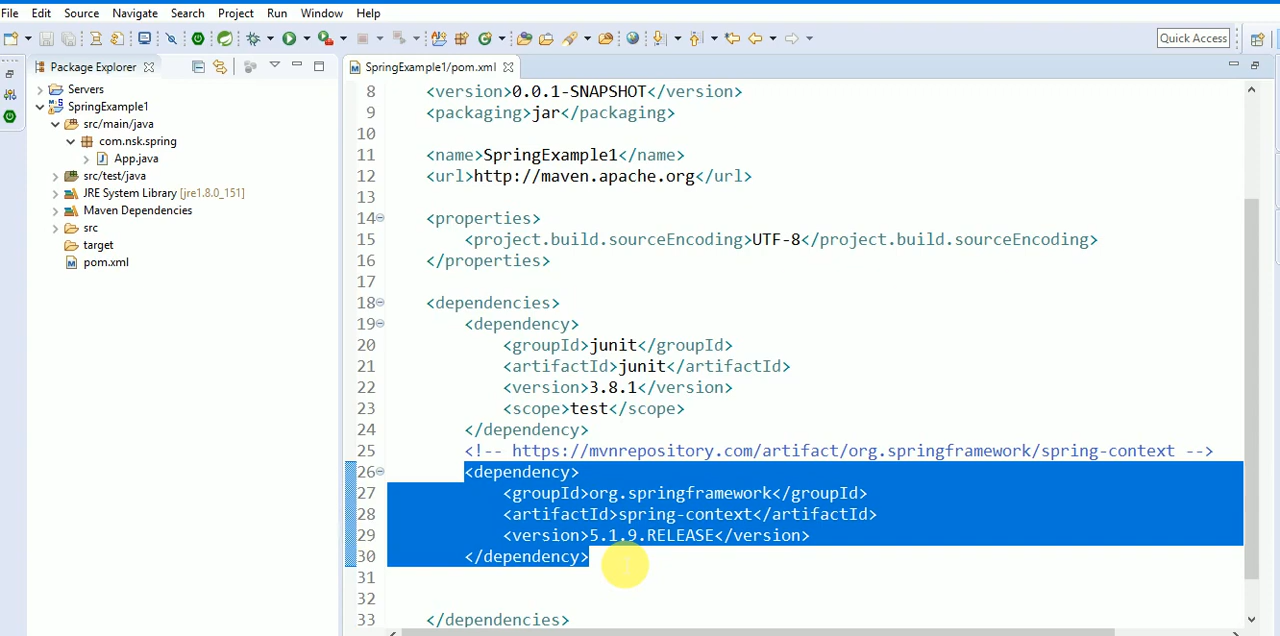 File Edit Source Navigate Search Project Run Window Help
Quick Access
Package Explorer
Servers
SpringExample1
src/main/java
com.nsk.spring
App.java
src/test/java
JRE System Library [jre1.8.0_151]
Maven Dependencies
src
target
pom.xml
SpringExample1/pom.xml
8 <version>0.0.1-SNAPSHOT</version>
9 <packaging>jar</packaging>
10
11 <name>SpringExample1</name>
12 <url>http://maven.apache.org</url>
13
14 <properties>
15 <project.build.sourceEncoding>UTF-8</project.build.sourceEncoding>
16 </properties>
17
18 <dependencies>
19 <dependency>
20 <groupId>junit</groupId>
21 <artifactId>junit</artifactId>
22 <version>3.8.1</version>
23 <scope>test</scope>
24 </dependency>
25 <!-- https://mvnrepository.com/artifact/org.springframework/spring-context -->
26 <dependency>
27 <groupId>org.springframework</groupId>
28 <artifactId>spring-context</artifactId>
29 <version>5.1.9.RELEASE</version>
30 </dependency>
31
32
33 </dependencies>